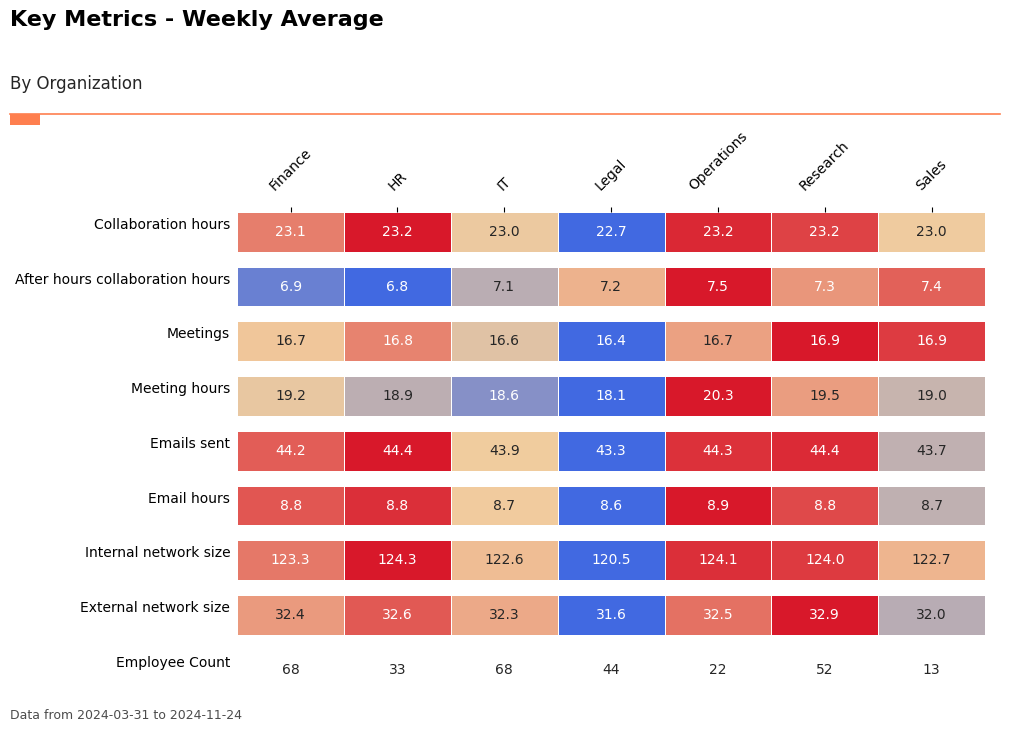 Key Metrics - Weekly Average
By Organization
Finance HR IT Legal Operations Research Sales
Collaboration hours 23.1 23.2 23.0 22.7 23.2 23.2 23.0
After hours collaboration hours 6.9 6.8 7.1 7.2 7.5 7.3 7.4
Meetings 16.7 16.8 16.6 16.4 16.7 16.9 16.9
Meeting hours 19.2 18.9 18.6 18.1 20.3 19.5 19.0
Emails sent 44.2 44.4 43.9 43.3 44.3 44.4 43.7
Email hours 8.8 8.8 8.7 8.6 8.9 8.8 8.7
Internal network size 123.3 124.3 122.6 120.5 124.1 124.0 122.7
External network size 32.4 32.6 32.3 31.6 32.5 32.9 32.0
Employee Count 68 33 68 44 22 52 13
Data from 2024-03-31 to 2024-11-24